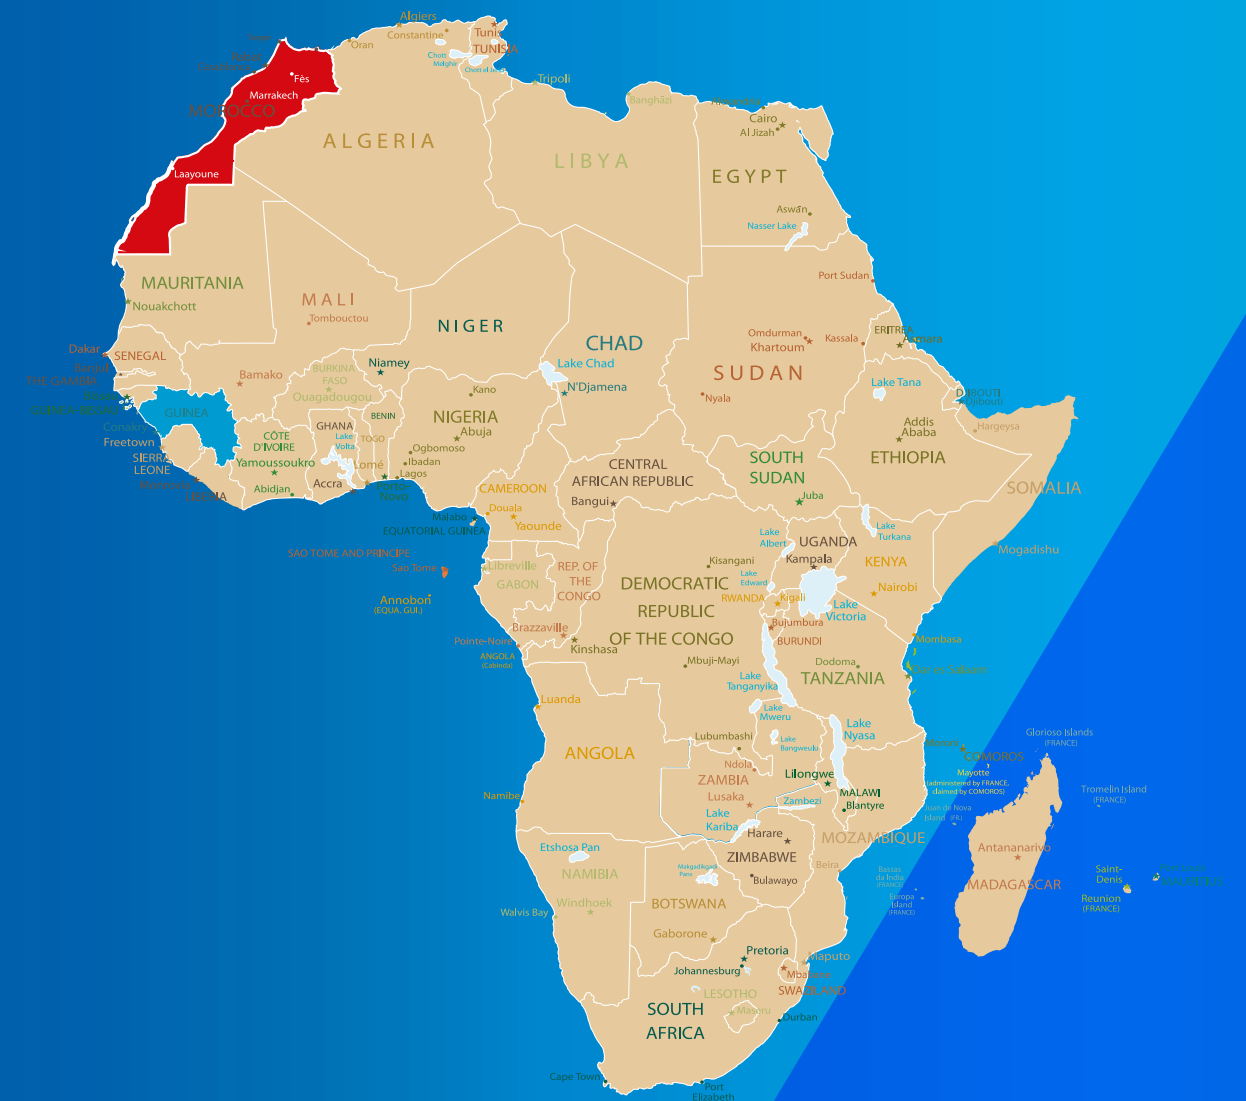 Algiers
Constantine
Oran
Tunis
TUNISIA
Chott
Melghir
Tripoli
Banghāzi
Fès
Marrakech
MOROCCO
Laayoune
ALGERIA
LIBYA
Cairo
Al Jizah
EGYPT
Aswān
Nasser Lake
MAURITANIA
Nouakchott
MALI
Tombouctou
NIGER
CHAD
Lake Chad
N'Djamena
Port Sudan
Omdurman
Khartoum
Kassala
SUDAN
Nyala
ERITREA
Asmara
Lake Tana
DJIBOUTI
Djibouti
Hargeysa
Addis
Ababa
ETHIOPIA
SOMALIA
Mogadishu
Dakar
SENEGAL
Banjul
THE GAMBIA
Bamako
BURKINA
FASO
Ouagadougou
Niamey
Kano
NIGERIA
Abuja
Ogbomoso
Ibadan
Lagos
BENIN
TOGO
GHANA
Lake
Volta
Lomé
Accra
Porto-
Novo
CÔTE
D'IVOIRE
Yamoussoukro
Abidjan
GUINEA
Conakry
Freetown
SIERRA
LEONE
Monrovia
LIBERIA
CENTRAL
AFRICAN REPUBLIC
Bangui
SOUTH
SUDAN
Juba
CAMEROON
Douala
Yaounde
Malabo
EQUATORIAL GUINEA
SAO TOME AND PRINCIPE
Sao Tome
Annobon
(EQUA. GUI.)
Libreville
GABON
REP. OF
THE
CONGO
Brazzaville
Pointe-Noire
ANGOLA
(Cabinda)
Kinshasa
Kisangani
DEMOCRATIC
REPUBLIC
OF THE CONGO
Mbuji-Mayi
Lake
Albert
Lake
Edward
UGANDA
Kampala
Lake
Turkana
KENYA
Nairobi
Mombasa
RWANDA
Kigali
Bujumbura
BURUNDI
Lake
Victoria
Dodoma
TANZANIA
Lake
Tanganyika
Lake
Mweru
Lake
Bangweulu
Lake
Nyasa
Luanda
ANGOLA
Namibe
Lubumbashi
Ndola
ZAMBIA
Lusaka
Lake
Kariba
Lilongwe
MALAWI
Blantyre
Zambezi
MOZAMBIQUE
Beira
Harare
ZIMBABWE
Bulawayo
Etshosa Pan
NAMIBIA
Windhoek
Walvis Bay
Makgadikgadi
Pans
BOTSWANA
Gaborone
Pretoria
Johannesburg
Maputo
Mbabane
SWAZILAND
LESOTHO
Maseru
SOUTH
AFRICA
Durban
Cape Town
Port
Elizabeth
Moroni
COMOROS
Mayotte
(administered by FRANCE,
claimed by COMOROS)
Glorioso Islands
(FRANCE)
Juan de Nova
Island (FR.)
Tromelin Island
(FRANCE)
Bassas
da India
(FRANCE)
Europa
Island
(FRANCE)
Antananarivo
MADAGASCAR
Saint-
Denis
Reunion
(FRANCE)